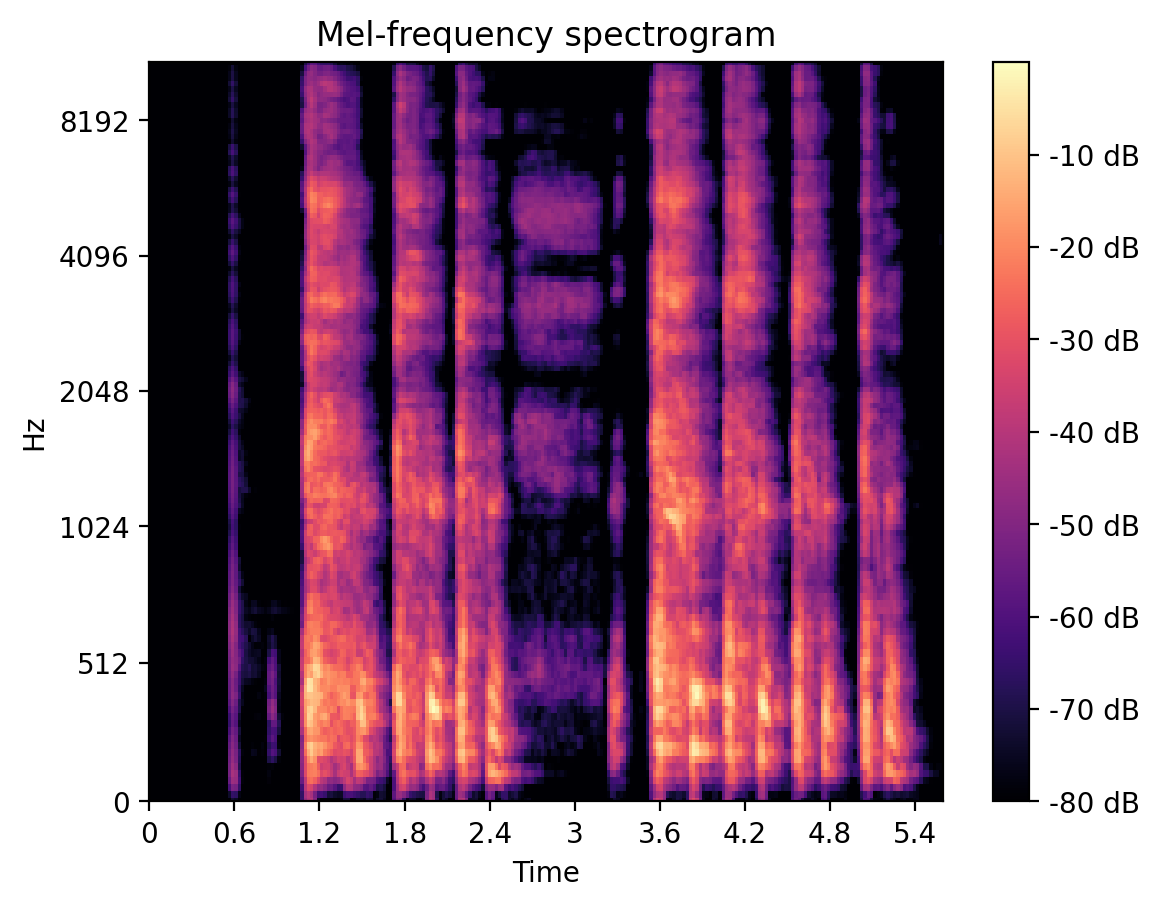 Mel-frequency spectrogram
8192
4096
2048
1024
512
0
Hz
0 0.6 1.2 1.8 2.4 3 3.6 4.2 4.8 5.4
Time
-10 dB
-20 dB
-30 dB
-40 dB
-50 dB
-60 dB
-70 dB
-80 dB